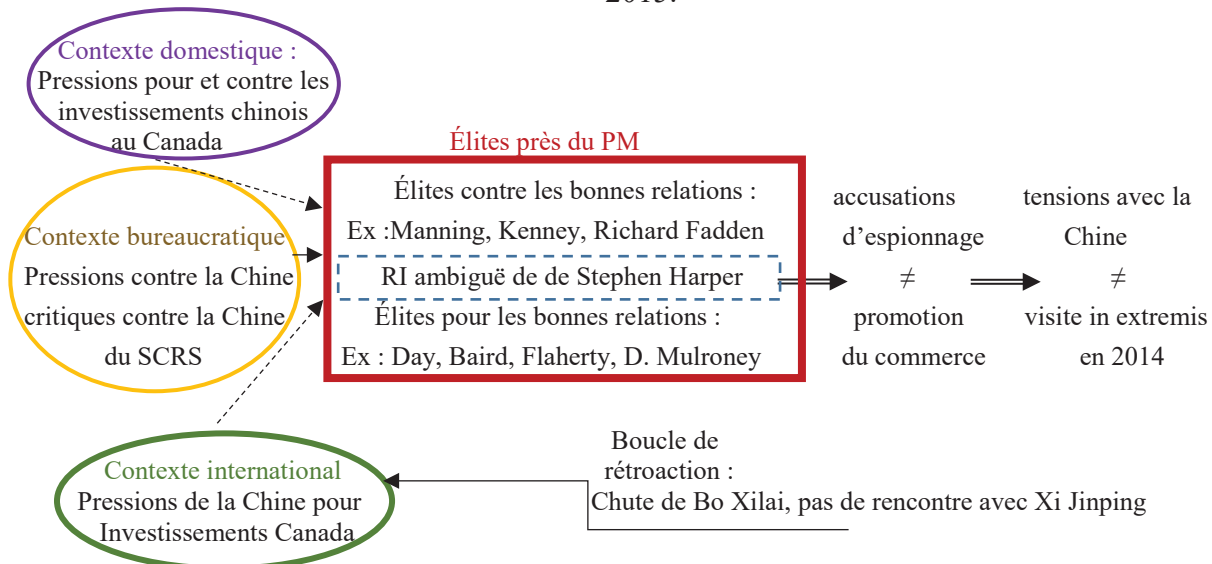 2015.
Contexte domestique :
Pressions pour et contre les
investissements chinois
au Canada
Contexte bureaucratique
Pressions contre la Chine
critiques contre la Chine
du SCRS
Élites près du PM
Élites contre les bonnes relations :
Ex :Manning, Kenney, Richard Fadden
RI ambiguë de de Stephen Harper
Élites pour les bonnes relations :
Ex : Day, Baird, Flaherty, D. Mulroney
accusations
d’espionnage
≠
promotion
du commerce
tensions avec la
Chine
≠
visite in extremis
en 2014
Contexte international
Pressions de la Chine pour
Investissements Canada
Boucle de
rétroaction :
Chute de Bo Xilai, pas de rencontre avec Xi Jinping